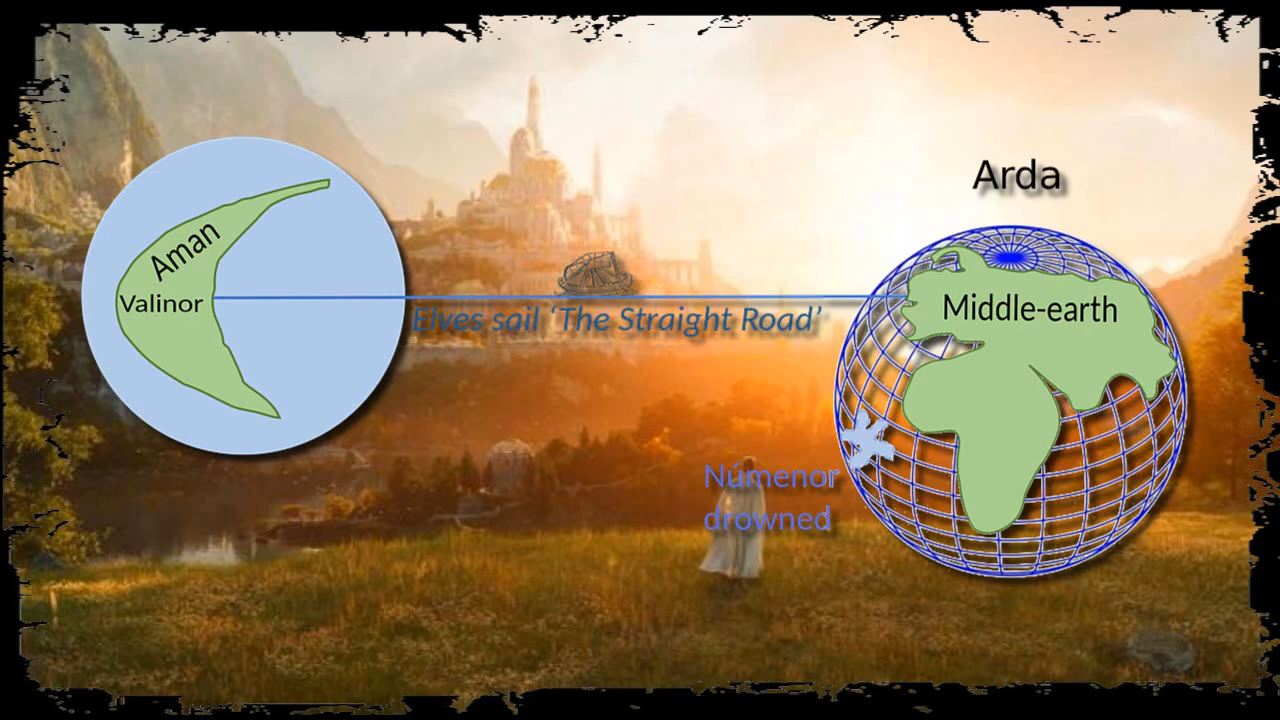 Arda
Aman
Valinor
Elves sail ‘The Straight Road’
Middle-earth
Númenor
drowned